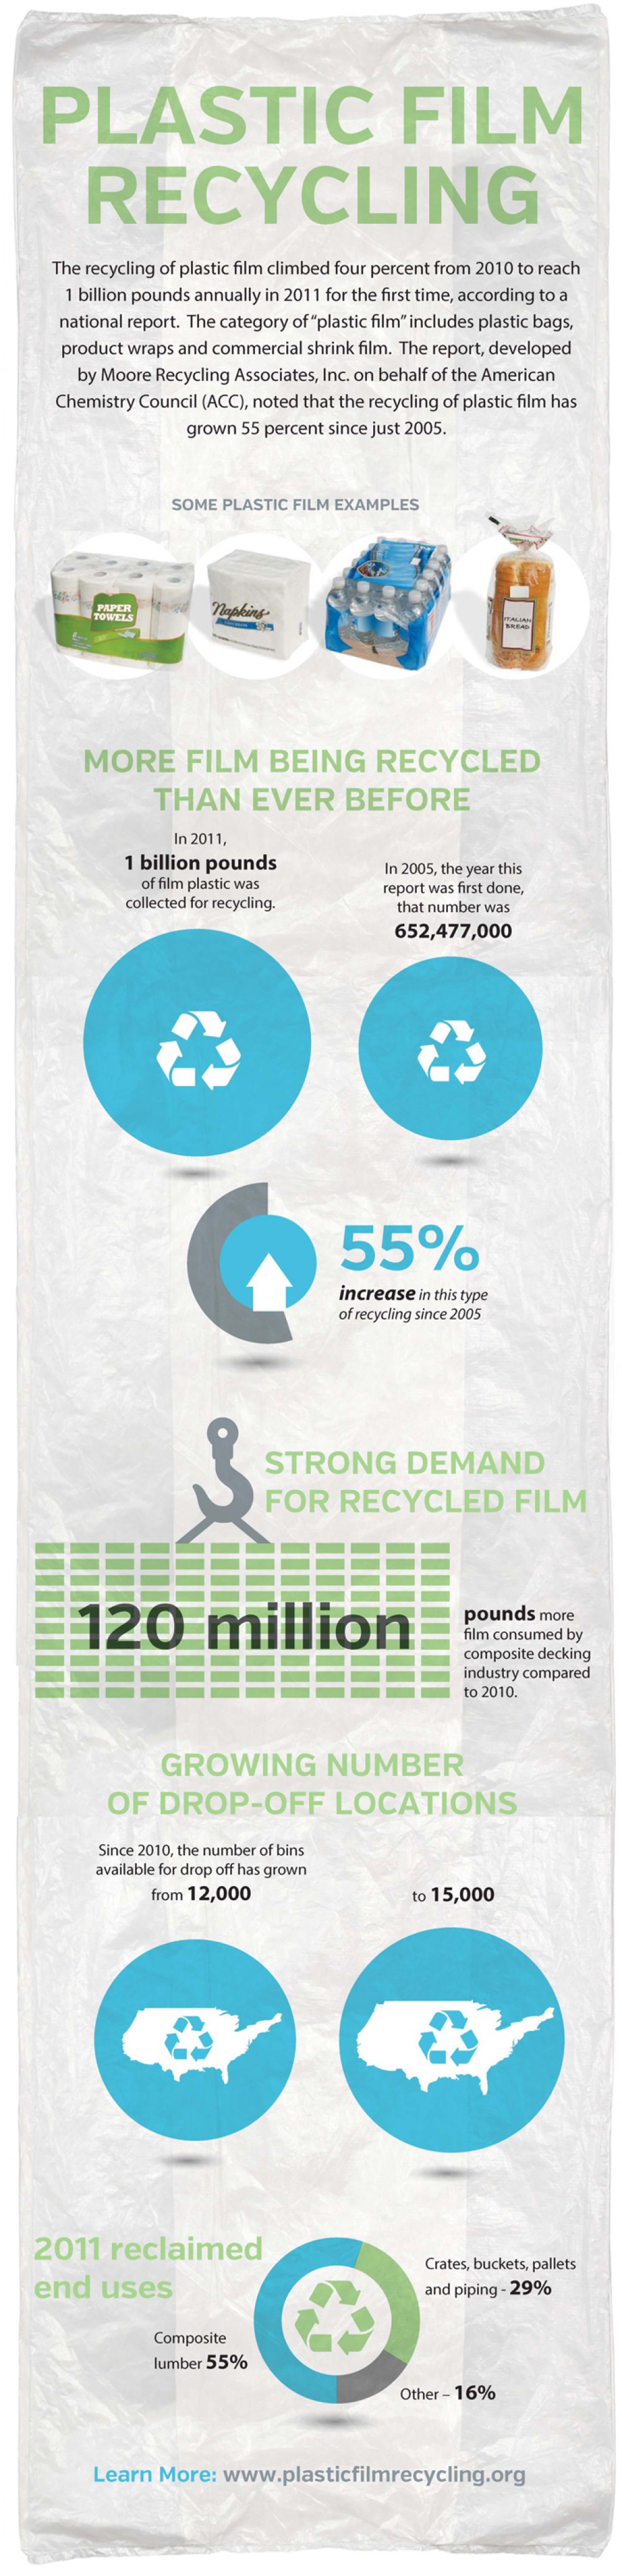 PLASTIC FILM
RECYCLING
The recycling of plastic film climbed four percent from 2010 to reach
1 billion pounds annually in 2011 for the first time, according to a
national report. The category of "plastic film" includes plastic bags,
product wraps and commercial shrink film. The report, developed
by Moore Recycling Associates, Inc. on behalf of the American
Chemistry Council (ACC), noted that the recycling of plastic film has
grown 55 percent since just 2005.
SOME PLASTIC FILM EXAMPLES
PAPER
TOWELS
Napkins
ITALIAN
BREAD
MORE FILM BEING RECYCLED
THAN EVER BEFORE
In 2011,
1 billion pounds
of film plastic was
collected for recycling.
In 2005, the year this
report was first done,
that number was
652,477,000
55%
increase in this type
of recycling since 2005
STRONG DEMAND
FOR RECYCLED FILM
120 million
pounds more
film consumed by
composite decking
industry compared
to 2010.
GROWING NUMBER
OF DROP-OFF LOCATIONS
Since 2010, the number of bins
available for drop off has grown
from 12,000
to 15,000
2011 reclaimed
end uses
Crates, buckets, pallets
and piping - 29%
Composite
lumber 55%
Other – 16%
Learn More: www.plasticfilmrecycling.org